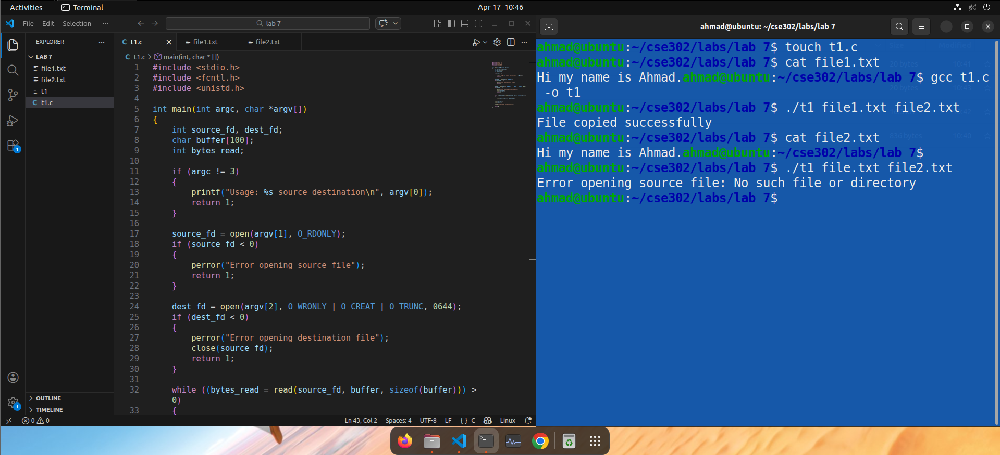 Activities
Terminal
Apr 17 10:46
File Edit Selection ···
lab 7
EXPLORER
LAB 7
file1.txt
file2.txt
t1
C t1.c
OUTLINE
TIMELINE
C t1.c
file1.txt
file2.txt
C t1.c > main(int, char * [])
1 #include <stdio.h>
2 #include <fcntl.h>
3 #include <unistd.h>
4
5 int main(int argc, char *argv[])
6 {
7 int source_fd, dest_fd;
8 char buffer[100];
9 int bytes_read;
10
11 if (argc != 3)
12 {
13 printf("Usage: %s source destination\n", argv[0]);
14 return 1;
15 }
16
17 source_fd = open(argv[1], O_RDONLY);
18 if (source_fd < 0)
19 {
20 perror("Error opening source file");
21 return 1;
22 }
23
24 dest_fd = open(argv[2], O_WRONLY | O_CREAT | O_TRUNC, 0644);
25 if (dest_fd < 0)
26 {
27 perror("Error opening destination file");
28 close(source_fd);
29 return 1;
30 }
31
32 while ((bytes_read = read(source_fd, buffer, sizeof(buffer))) >
0)
33 {
1
1
0 0
Ln 43, Col 2 Spaces: 4 UTF-8 LF { } C Linux
ahmad@ubuntu: ~/cse302/labs/lab 7
ahmad@ubuntu:~/cse302/labs/lab 7$ touch t1.c
ahmad@ubuntu:~/cse302/labs/lab 7$ cat file1.txt
Hi my name is Ahmad.ahmad@ubuntu:~/cse302/labs/lab 7$ gcc t1.c
-o t1
ahmad@ubuntu:~/cse302/labs/lab 7$ ./t1 file1.txt file2.txt
File copied successfully
ahmad@ubuntu:~/cse302/labs/lab 7$ cat file2.txt
Hi my name is Ahmad.ahmad@ubuntu:~/cse302/labs/lab 7$
ahmad@ubuntu:~/cse302/labs/lab 7$ ./t1 file.txt file2.txt
Error opening source file: No such file or directory
ahmad@ubuntu:~/cse302/labs/lab 7$